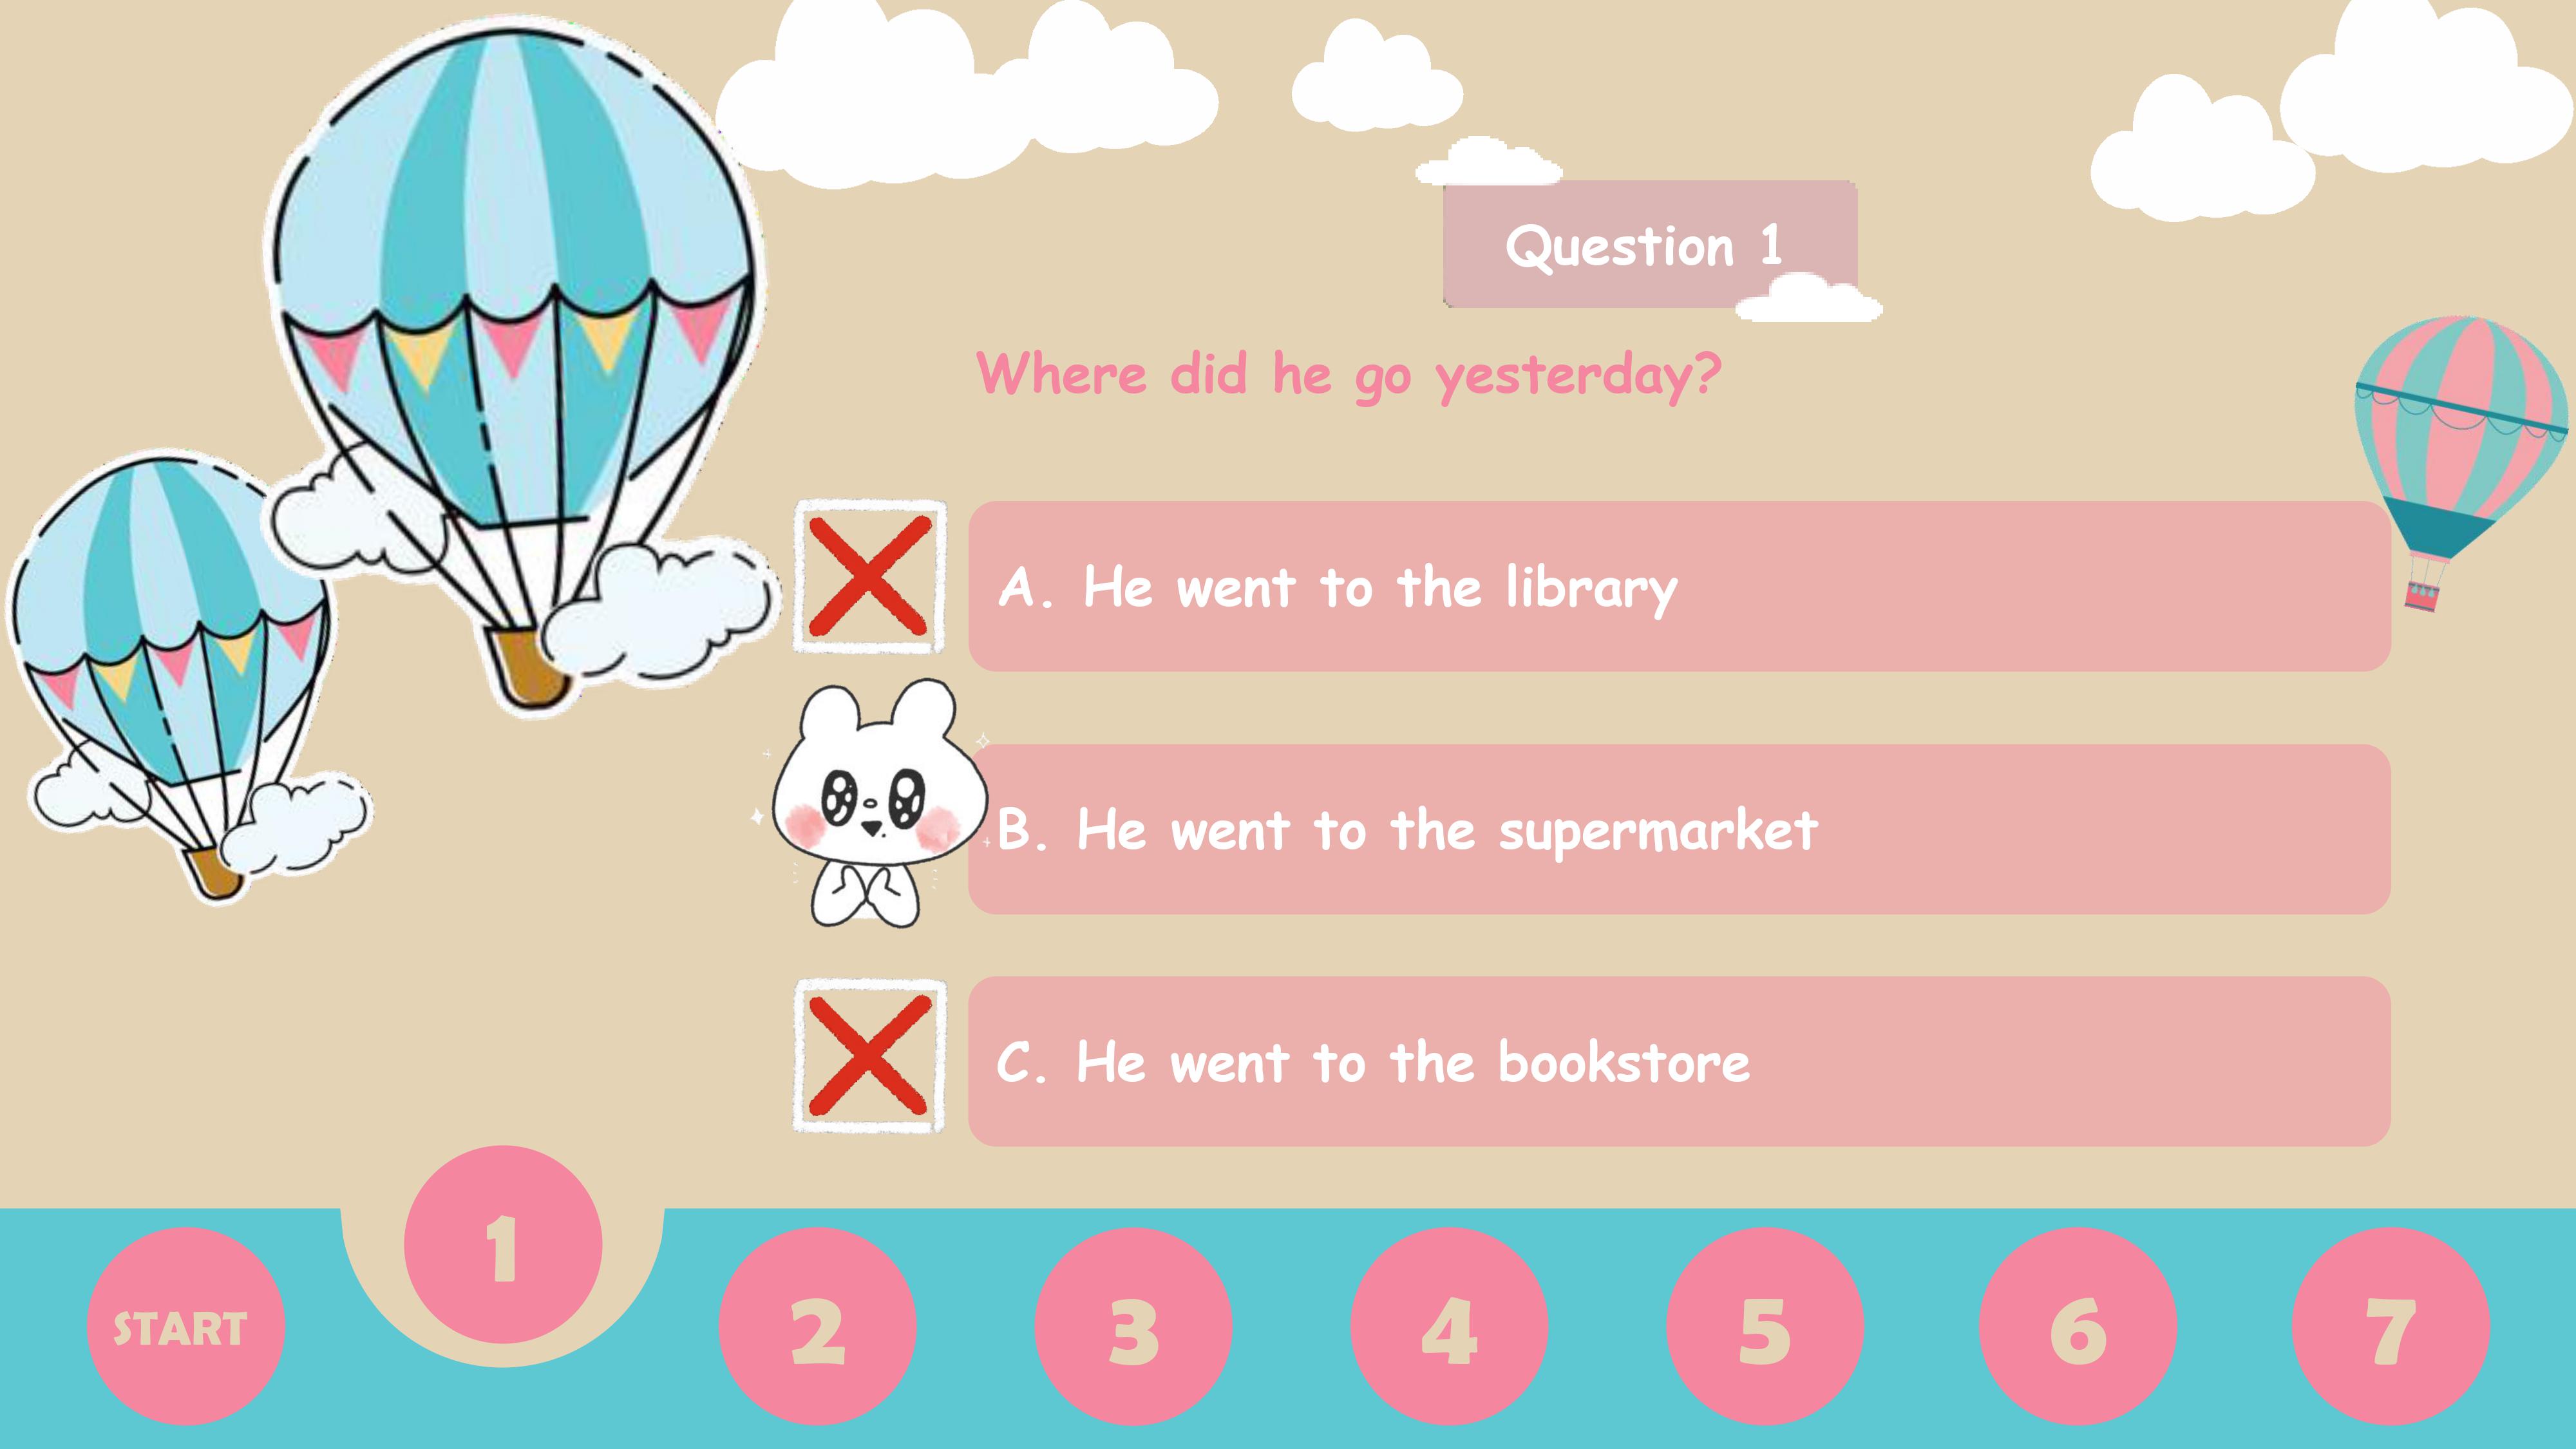 Question 1
Where did he go yesterday?
A. He went to the library
B. He went to the supermarket
C. He went to the bookstore
START
1
2
3
4
5
6
7